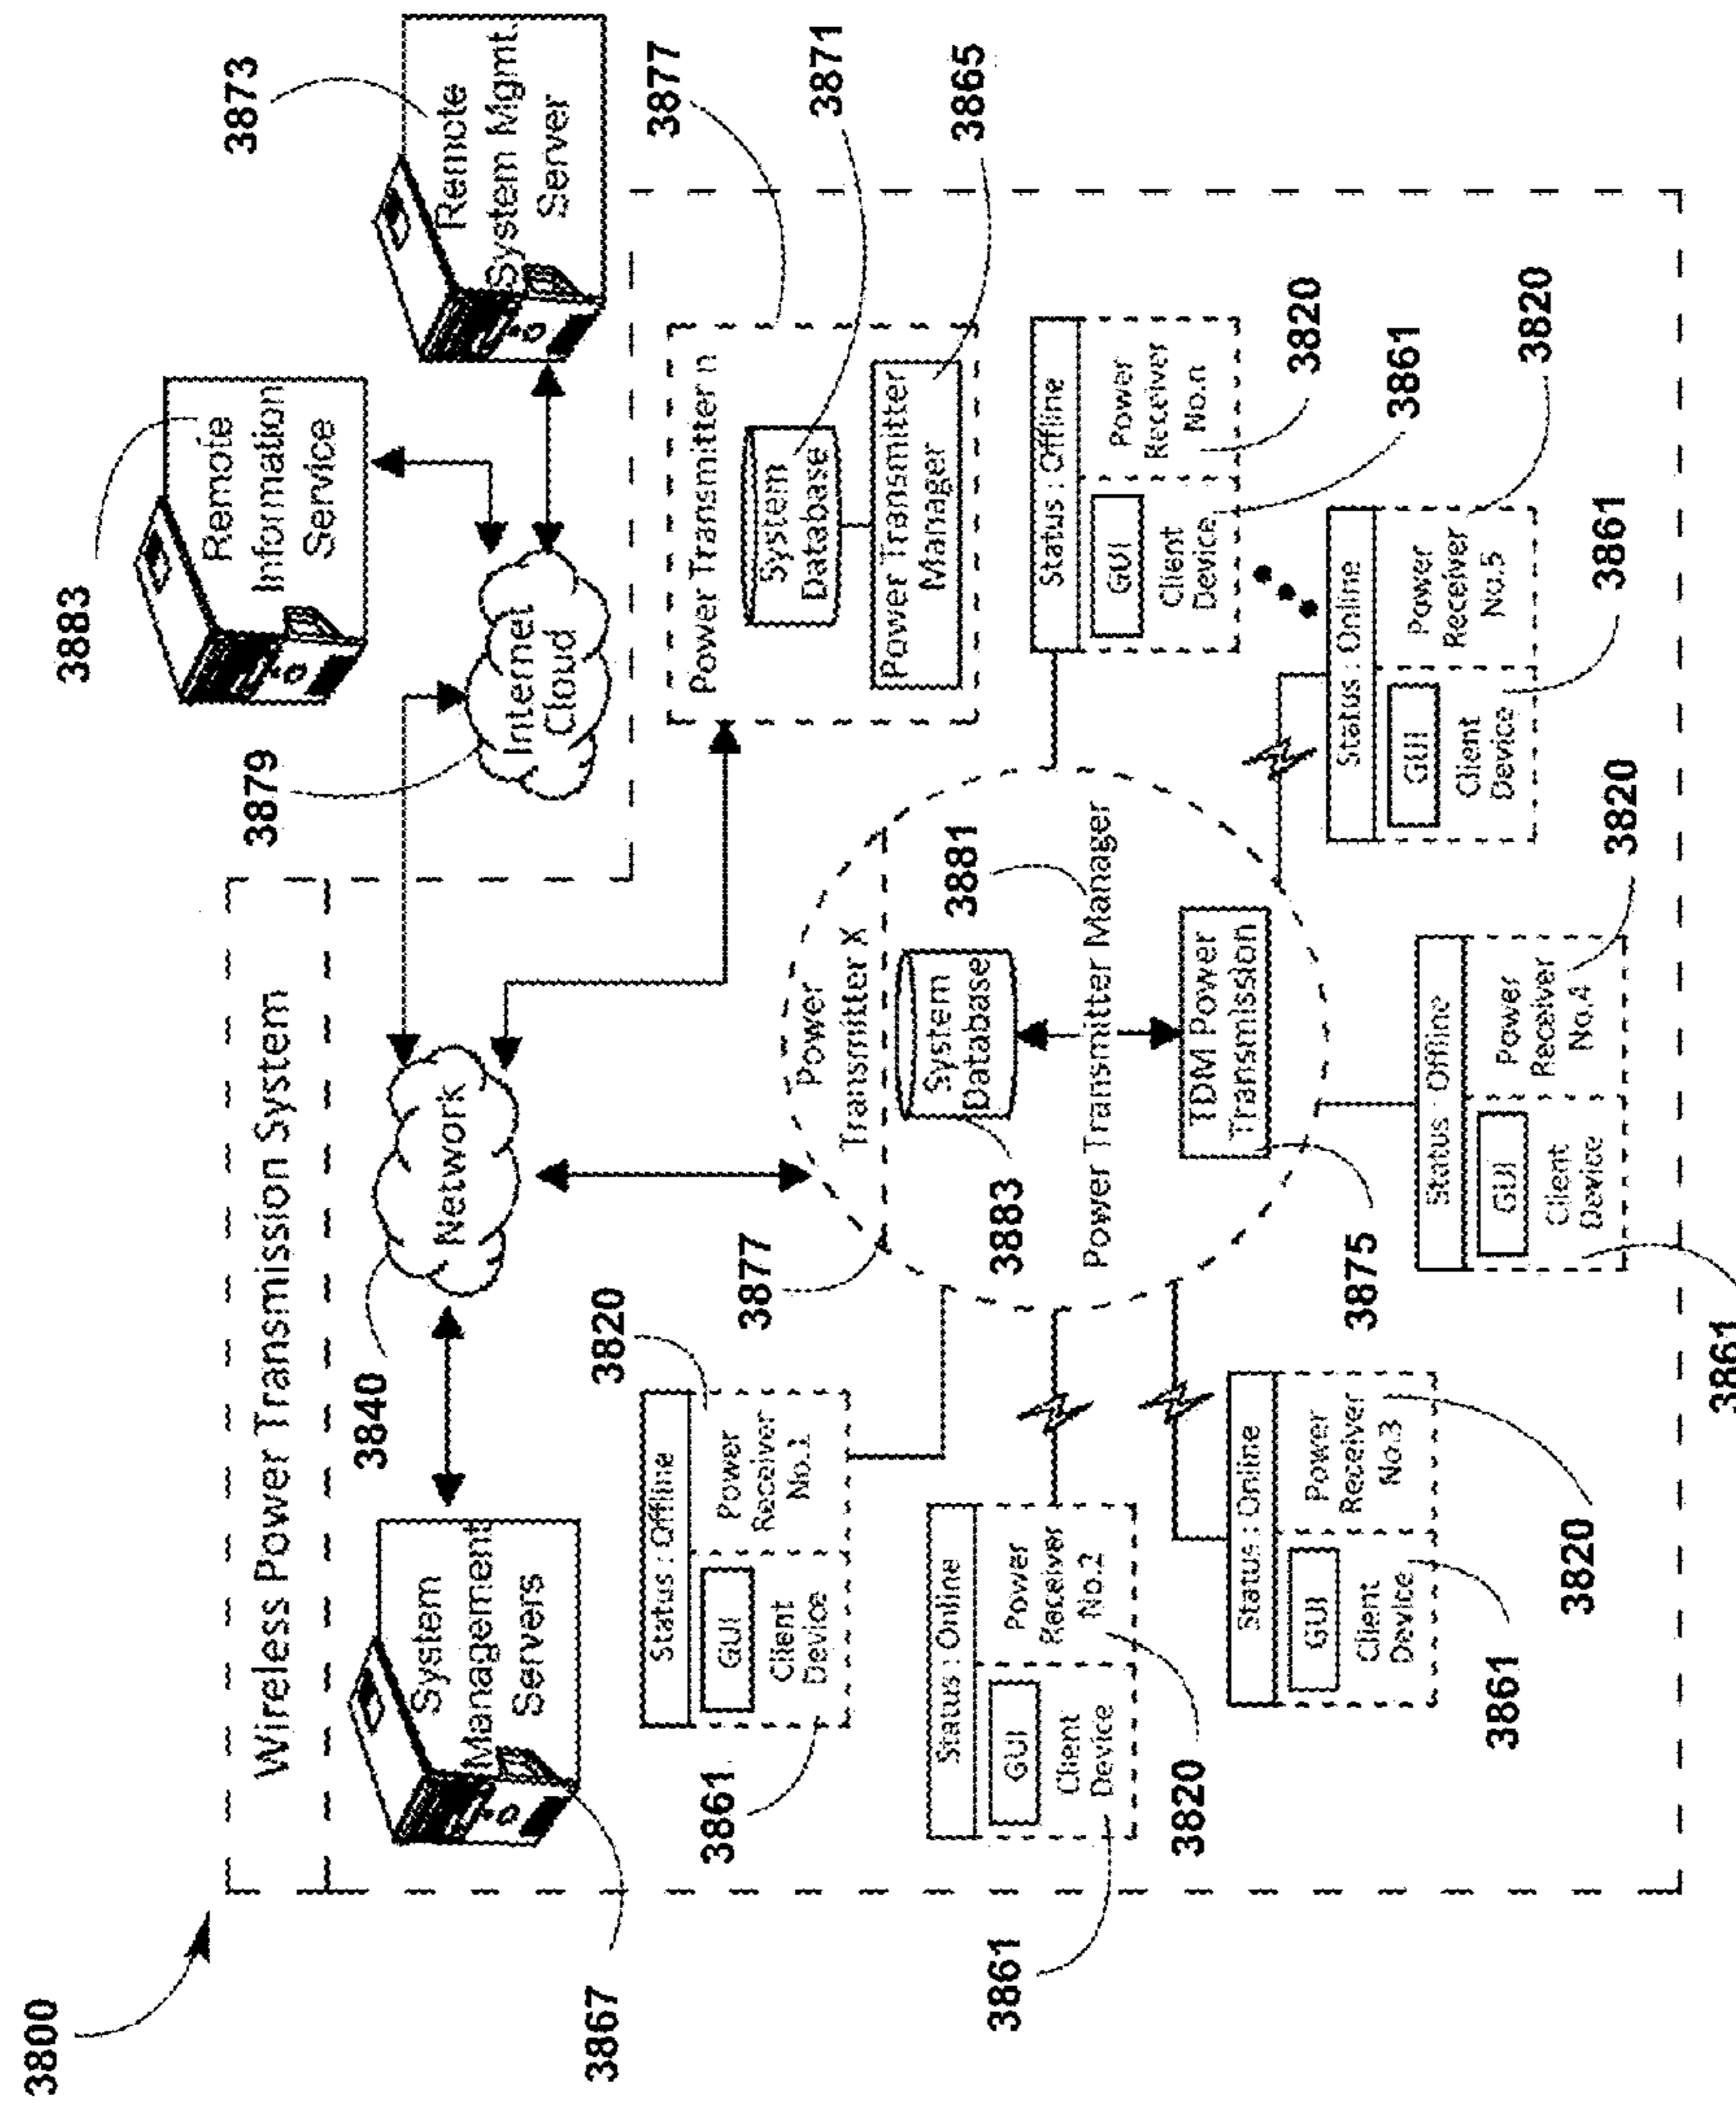 3800
Wireless Power Transmission System
3883
Remote
Information
Service
3873
Remote
System Mgmt.
Server
3867
System
Management
Servers
3840
Network
3879
Internet
Cloud
3877
Power Transmitter n
3871
System
Database
3865
Power Transmitter
Manager
3820
Status : Offline
GUI
Client
Device
Power
Receiver
No.1
3861
3877
Power
Transmitter X
3883
System
Database
3881
Power Transmitter Manager
3875
TDM Power
Transmission
Status : Online
GUI
Client
Device
Power
Receiver
No.2
3861
3820
Status : Online
GUI
Client
Device
Power
Receiver
No.3
3861
3820
Status : Offline
GUI
Client
Device
Power
Receiver
No.4
3861
3820
Status : Online
GUI
Client
Device
Power
Receiver
No.5
3861
3820
Status : Offline
GUI
Client
Device
Power
Receiver
No.n
3861
3820